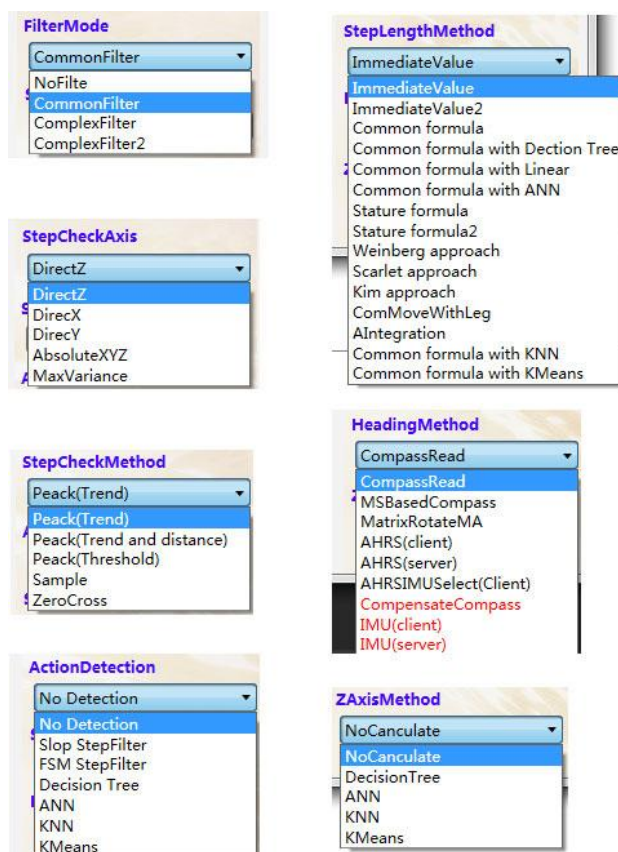 FilterMode
CommonFilter
NoFilte
CommonFilter
ComplexFilter
ComplexFilter2
StepCheckAxis
DirectZ
DirectZ
DirecX
DirecY
AbsoluteXYZ
MaxVariance
StepCheckMethod
Peack(Trend)
Peack(Trend)
Peack(Trend and distance)
Peack(Threshold)
Sample
ZeroCross
ActionDetection
No Detection
No Detection
Slop StepFilter
FSM StepFilter
Decision Tree
ANN
KNN
KMeans
StepLengthMethod
ImmediateValue
ImmediateValue
ImmediateValue2
Common formula
Common formula with Dection Tree
Common formula with Linear
Common formula with ANN
Stature formula
Stature formula2
Weinberg approach
Scarlet approach
Kim approach
ComMoveWithLeg
AIntegration
Common formula with KNN
Common formula with KMeans
HeadingMethod
CompassRead
CompassRead
MSBasedCompass
MatrixRotateMA
AHRS(client)
AHRS(server)
AHRSIMUSelect(Client)
CompensateCompass
IMU(client)
IMU(server)
ZAxisMethod
NoCanculate
NoCanculate
DecisionTree
ANN
KNN
KMeans